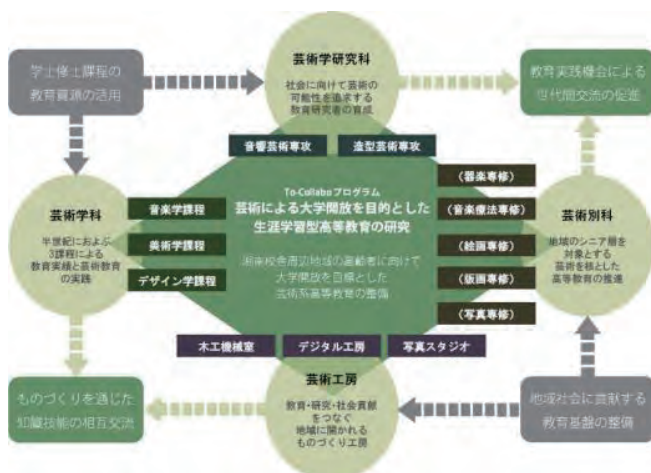 芸術学研究科
社会に向けて芸術の
可能性を追求する
教育研究者の育成
学士修士課程の
教育資源の活用
教育実践機会による
世代間交流の促進
音響芸術専攻
造型芸術専攻
芸術学科
半世紀におよぶ
3課程による
教育実績と芸術教育
の実践
音楽学課程
美術学課程
デザイン学課程
To-Collaboプログラム
芸術による大学開放を目的とした
生涯学習型高等教育の研究
湘南校舎周辺地域の高齢者に向けて
大学開放を目標とした
芸術系高等教育の整備
（器楽専修）
（音楽療法専修）
（絵画専修）
（版画専修）
（写真専修）
芸術別科
地域のシニア層を
対象とする
芸術を核とした
高等教育の推進
木工機械室
デジタル工房
写真スタジオ
芸術工房
教育・研究・社会貢献
をつなぐ
地域に開かれる
ものづくり工房
ものづくりを通じた
知識技能の相互交流
地域社会に貢献する
教育基盤の整備